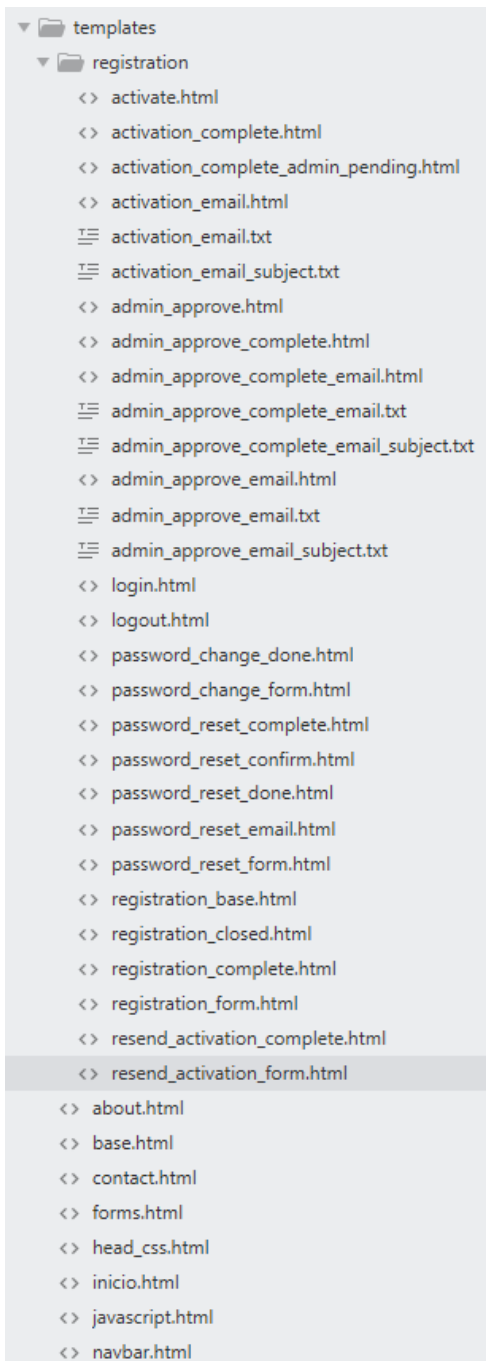 templates
registration
activate.html
activation_complete.html
activation_complete_admin_pending.html
activation_email.html
activation_email.txt
activation_email_subject.txt
admin_approve.html
admin_approve_complete.html
admin_approve_complete_email.html
admin_approve_complete_email.txt
admin_approve_complete_email_subject.txt
admin_approve_email.html
admin_approve_email.txt
admin_approve_email_subject.txt
login.html
logout.html
password_change_done.html
password_change_form.html
password_reset_complete.html
password_reset_confirm.html
password_reset_done.html
password_reset_email.html
password_reset_form.html
registration_base.html
registration_closed.html
registration_complete.html
registration_form.html
resend_activation_complete.html
resend_activation_form.html
about.html
base.html
contact.html
forms.html
head_css.html
inicio.html
javascript.html
navbar.html